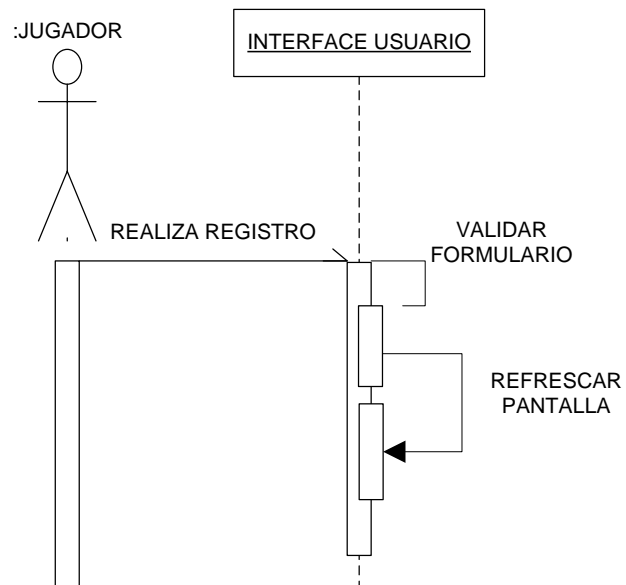 :JUGADOR
INTERFACE USUARIO
REALIZA REGISTRO
VALIDAR
FORMULARIO
REFRESCAR
PANTALLA